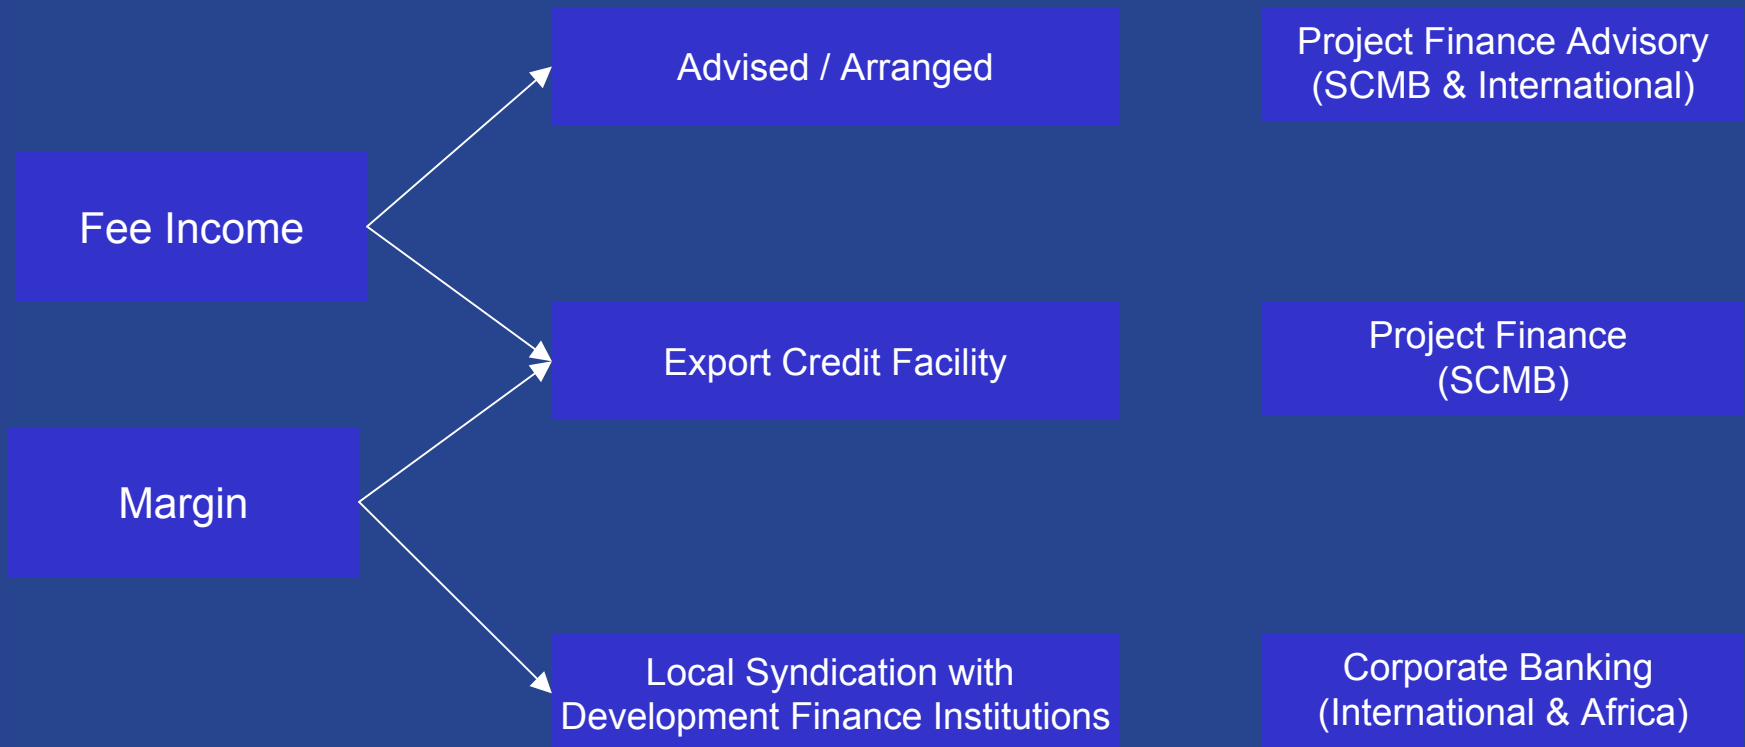 Advised / Arranged
Project Finance Advisory
(SCMB & International)
Fee Income
Export Credit Facility
Project Finance
(SCMB)
Margin
Local Syndication with
Development Finance Institutions
Corporate Banking
(International & Africa)